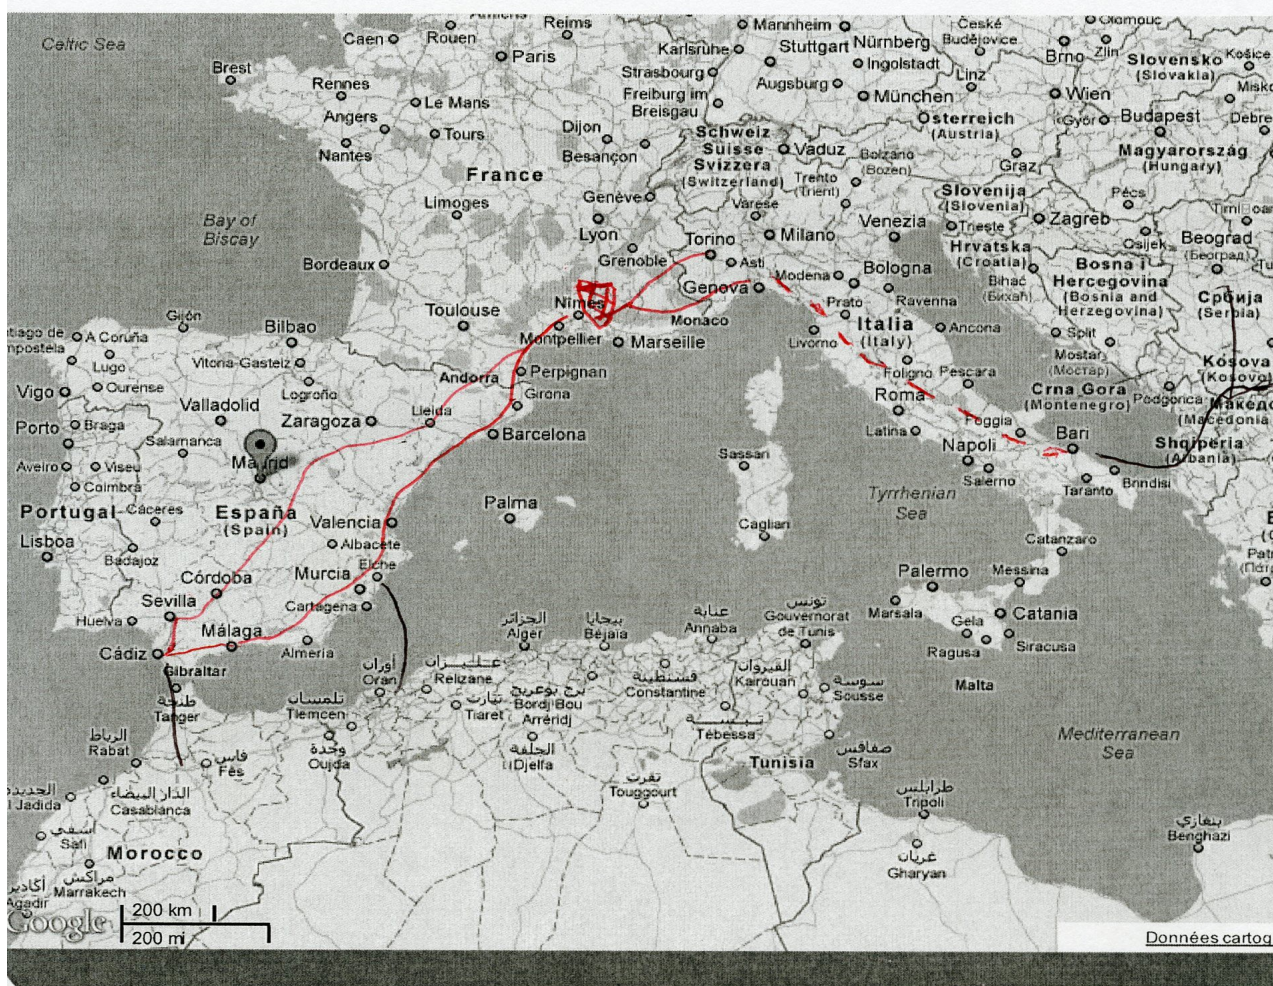 Celtic Sea
Caen
Rouen
Amiens
Reims
Paris
Brest
Rennes
Le Mans
Angers
Tours
Nantes
Dijon
Besançon
France
Limoges
Genève
Lyon
Grenoble
Bay of
Biscay
Bordeaux
Toulouse
Nîmes
Montpellier
Marseille
Monaco
Perpignan
Andorra
Mannheim
Karlsruhe
Stuttgart
Nürnberg
Ingolstadt
Strasbourg
Augsburg
Freiburg im
Breisgau
München
Schweiz
Suisse
Svizzera
(Switzerland)
Vaduz
České
Budějovice
Linz
Österreich
(Austria)
Graz
Olomouc
Brno
Zlín
Wien
Slovensko
(Slovakia)
Košice
Győr
Budapest
Magyarország
(Hungary)
Pécs
Bolzano
(Bozen)
Trento
(Trient)
Varese
Milano
Venezia
Torino
Asti
Genova
Modena
Bologna
Ravenna
Prato
Livorno
Italia
(Italy)
Ancona
Foligno
Pescara
Roma
Latina
Foggia
Napoli
Salerno
Bari
Taranto
Brindisi
Catanzaro
Messina
Palermo
Marsala
Catania
Gela
Ragusa
Siracusa
Malta
Sassari
Cagliari
Tyrrhenian
Sea
Slovenija
(Slovenia)
Trieste
Zagreb
Hrvatska
(Croatia)
Osijek
Beograd
(Београд)
Bihać
(Бихаћ)
Bosna i
Hercegovina
(Bosnia and
Herzegovina)
Србија
(Serbia)
Split
Mostar
(Мостар)
Crna Gora
(Montenegro)
Podgorica
Kosova
(Kosovo)
(Macedonia
Shqipëria
(Albania)
Gijón
A Coruña
Lugo
Ourense
Vigo
Bilbao
Vitoria-Gasteiz
Logroño
Valladolid
Zaragoza
Lleida
Girona
Barcelona
Porto
Braga
Salamanca
Aveiro
Viseu
Coimbra
Madrid
Portugal
Cáceres
España
(Spain)
Lisboa
Badajoz
Valencia
Albacete
Palma
Elche
Murcia
Cartagena
Córdoba
Sevilla
Huelva
Málaga
Almería
Cádiz
Gibraltar
طنجة
Tanger
الرباط
Rabat
فاس
Fès
الدار البيضاء
Casablanca
الجديدة
l Jadida
آسفي
Safi
Morocco
مراكش
Marrakech
أكادير
Agadir
وهران
Oran
تلمسان
Tlemcen
وجدة
Oujda
غليزان
Relizane
تيارت
Tiaret
الجزائر
Alger
بجاية
Béjaïa
برج بوعريريج
Bordj Bou
Arréridj
الجلفة
Djelfa
قسنطينة
Constantine
عنابة
Annaba
تبسة
Tébessa
تقرت
Touggourt
تونس
Gouvernorat
de Tunis
القيروان
Kairouan
سوسة
Sousse
صفاقس
Sfax
Tunisia
طرابلس
Tripoli
غريان
Gharyan
Mediterranean
Sea
بنغازي
Benghazi
Google
200 km
200 mi
Données cartog